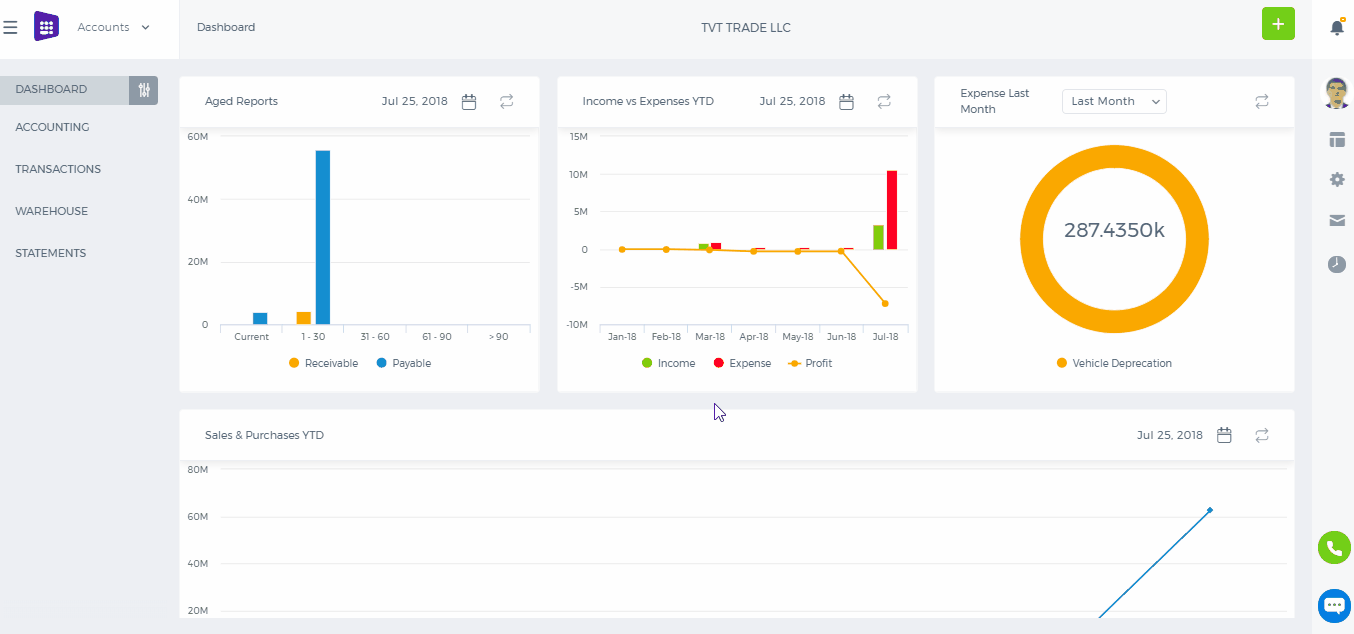 Accounts
Dashboard
TVT TRADE LLC
+
DASHBOARD
ACCOUNTING
TRANSACTIONS
WAREHOUSE
STATEMENTS
Aged Reports
Jul 25, 2018
60M
40M
20M
0
Current
1 - 30
31 - 60
61 - 90
> 90
Receivable
Payable
Income vs Expenses YTD
Jul 25, 2018
15M
10M
5M
0
-5M
-10M
Jan-18
Feb-18
Mar-18
Apr-18
May-18
Jun-18
Jul-18
Income
Expense
Profit
Expense Last
Month
Last Month
287.4350k
Vehicle Deprecation
Sales & Purchases YTD
Jul 25, 2018
80M
60M
40M
20M